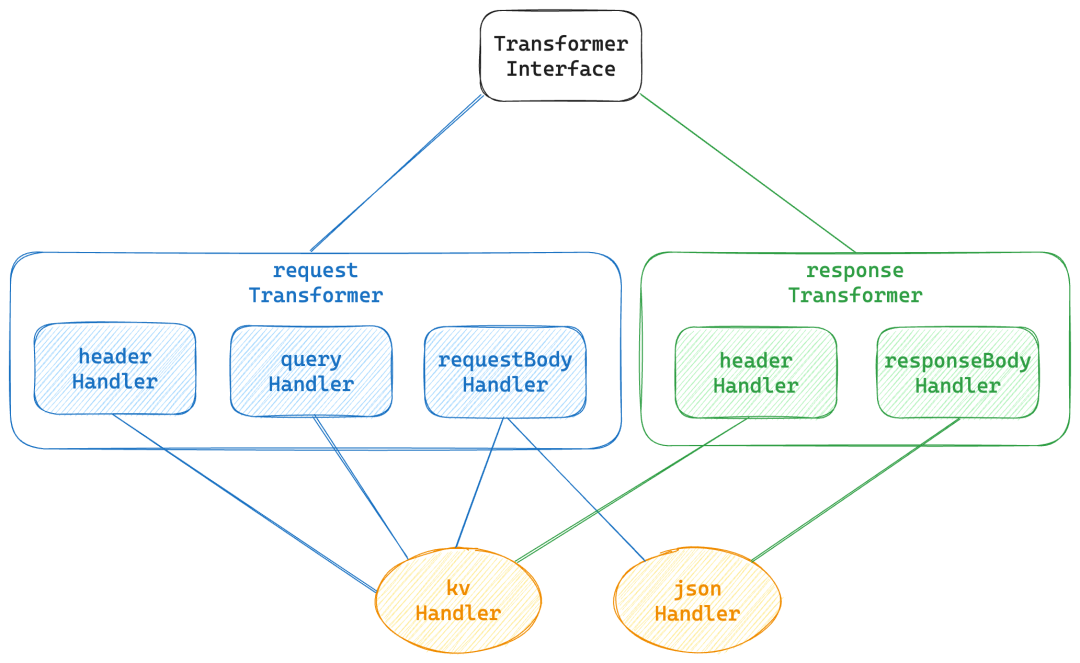 Transformer
Interface
request
Transformer
header
Handler
query
Handler
requestBody
Handler
response
Transformer
header
Handler
responseBody
Handler
kv
Handler
json
Handler